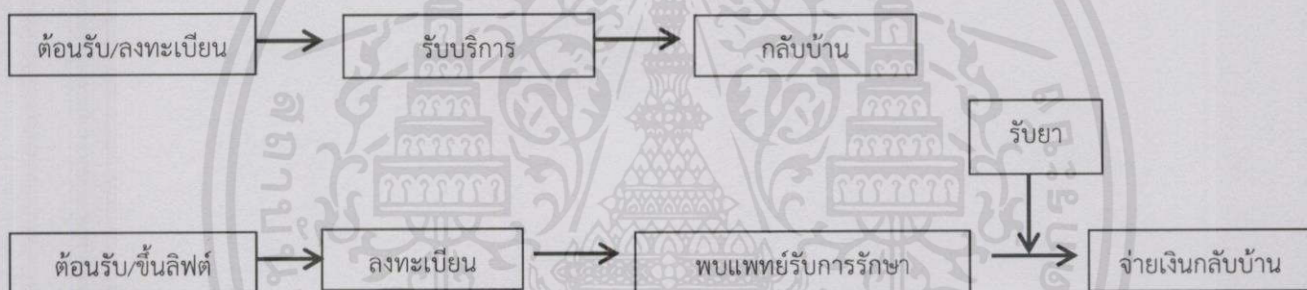 ต้อนรับ/ลงทะเบียน รับบริการ กลับบ้าน
รับยา
ต้อนรับ/ขึ้นลิฟต์ ลงทะเบียน พบแพทย์รับการรักษา จ่ายเงินกลับบ้าน